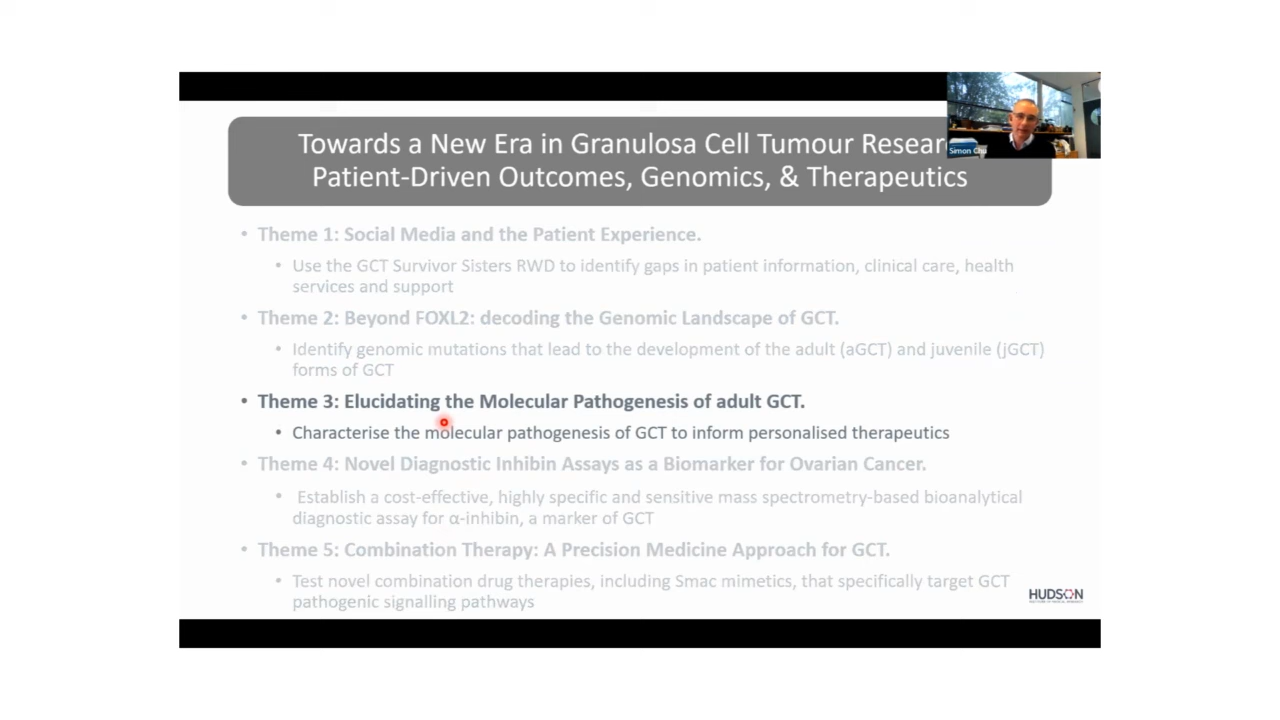 Towards a New Era in Granulosa Cell Tumour
Patient-Driven Outcomes, Genomics, & Therapeutics
Simon Chu
• Theme 1: Social Media and the Patient Experience.
• Use the GCT Survivor Sisters RWD to identify gaps in patient information, clinical care, health
services and support
• Theme 2: Beyond FOXL2: decoding the Genomic Landscape of GCT.
• Identify genomic mutations that lead to the development of the adult (aGCT) and juvenile (jGCT)
forms of GCT
• Theme 3: Elucidating the Molecular Pathogenesis of adult GCT.
• Characterise the molecular pathogenesis of GCT to inform personalised therapeutics
• Theme 4: Novel Diagnostic Inhibin Assays as a Biomarker for Ovarian Cancer.
• Establish a cost-effective, highly specific and sensitive mass spectrometry-based bioanalytical
diagnostic assay for α-inhibin, a marker of GCT
• Theme 5: Combination Therapy: A Precision Medicine Approach for GCT.
• Test novel combination drug therapies, including Smac mimetics, that specifically target GCT
pathogenic signalling pathways
HUDSON